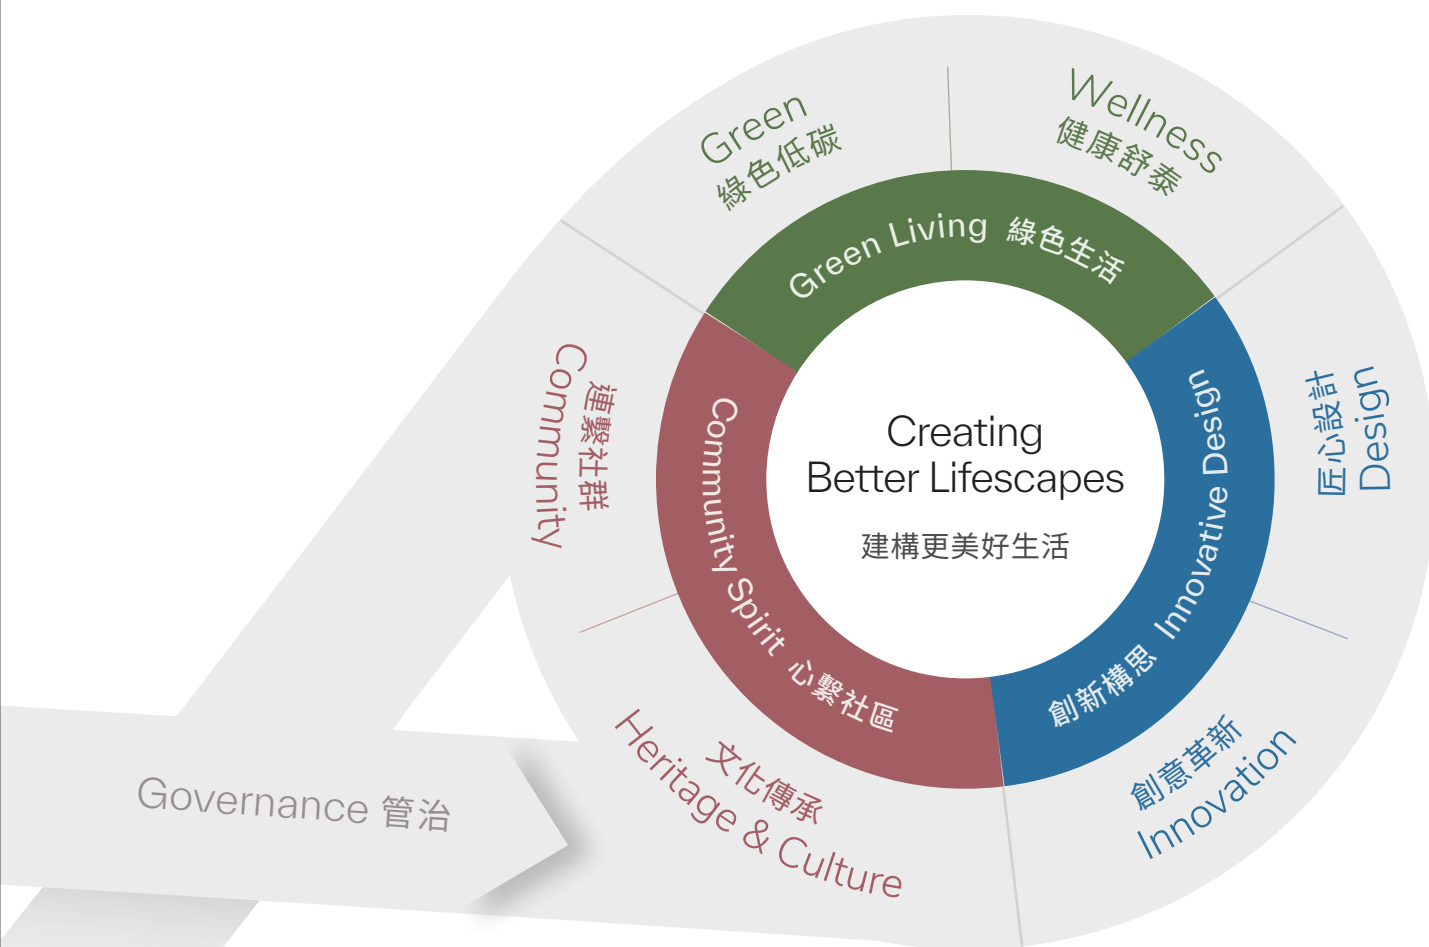 Green
綠色低碳
Wellness
健康舒泰
Green Living 綠色生活
連繫社群
Community
匠心設計
Design
Community Spirit 心繫社區
創新構思 Innovative Design
Creating
Better Lifescapes
建構更美好生活
文化傳承
Heritage & Culture
創意革新
Innovation
Governance 管治